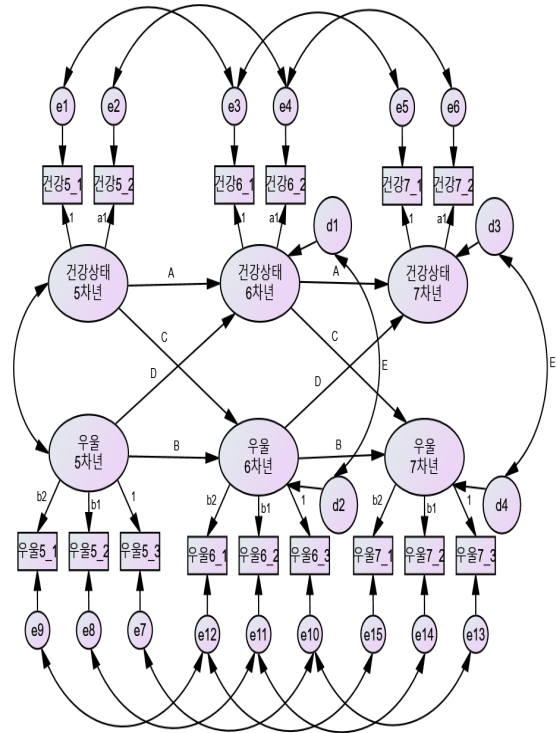 e1 e2 e3 e4 e5 e6
건강5_1 건강5_2 건강6_1 건강6_2 건강7_1 건강7_2
1 a1 1 a1 1 a1
d1 d3
건강상태
5차년
A
건강상태
6차년
A
건강상태
7차년
C C
D D
E E
우울
5차년
B
우울
6차년
B
우울
7차년
d2 d4
b2 b1 1 b2 b1 1 b2 b1 1
우울5_1 우울5_2 우울5_3 우울6_1 우울6_2 우울6_3 우울7_1 우울7_2 우울7_3
e9 e8 e7 e12 e11 e10 e15 e14 e13